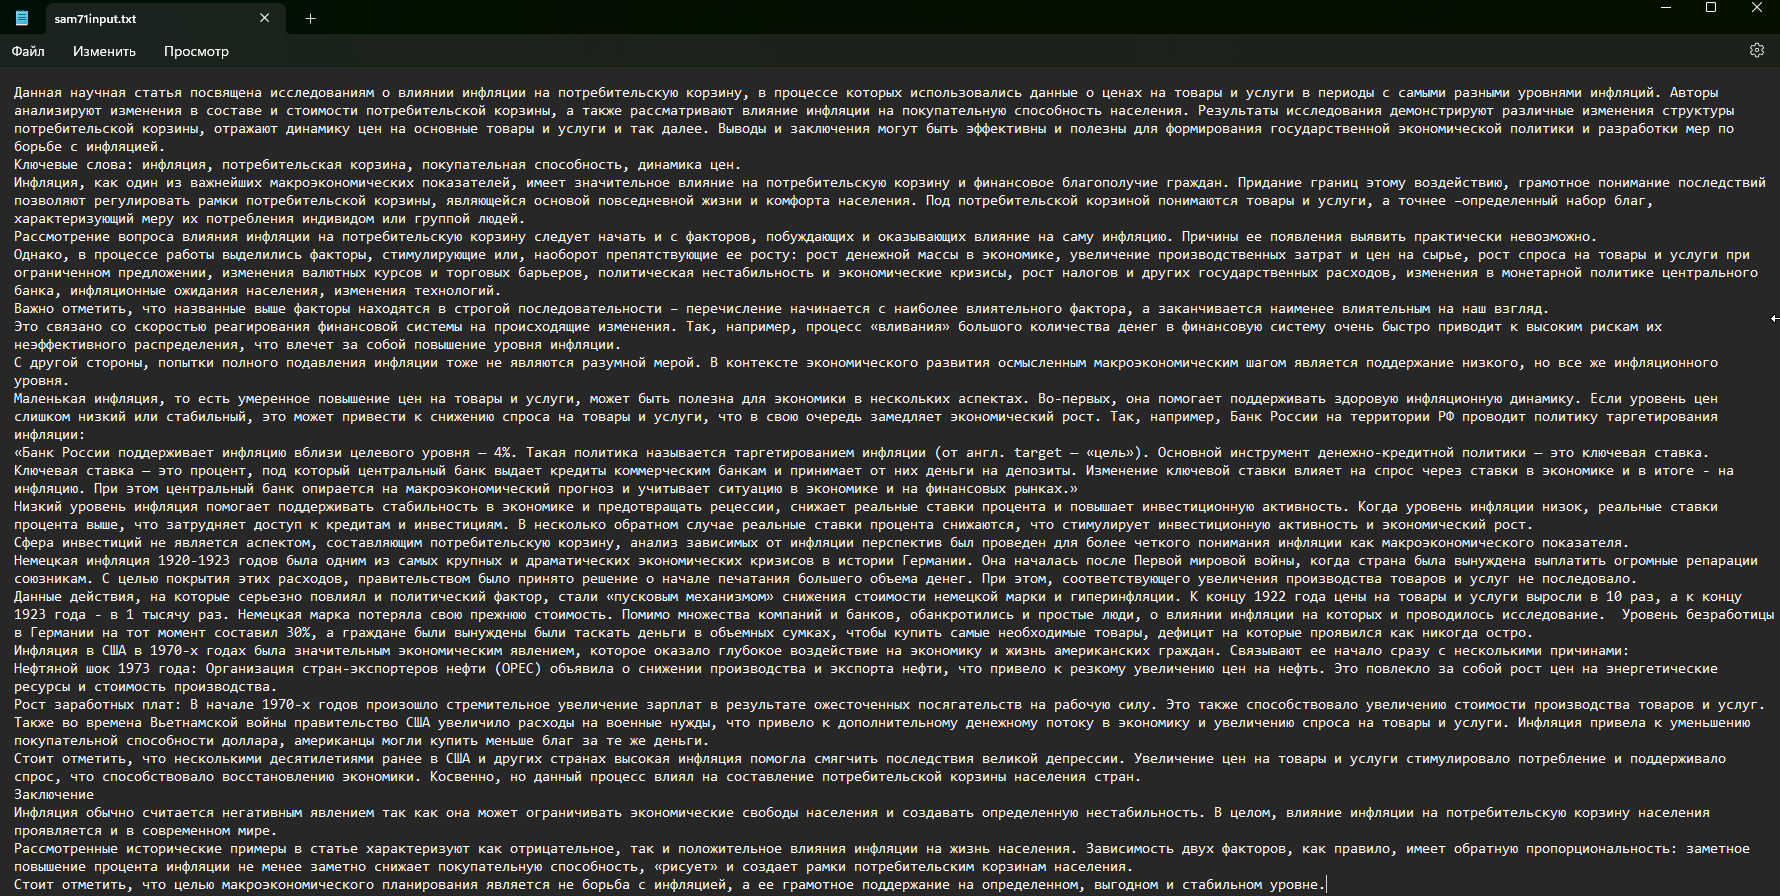 sam71input.txt
Файл Изменить Просмотр
Данная научная статья посвящена исследованиям о влиянии инфляции на потребительскую корзину, в процессе которых использовались данные о ценах на товары и услуги в периоды с самыми разными уровнями инфляций. Авторы
анализируют изменения в составе и стоимости потребительской корзины, а также рассматривают влияние инфляции на покупательную способность населения. Результаты исследования демонстрируют различные изменения структуры
потребительской корзины, отражают динамику цен на основные товары и услуги и так далее. Выводы и заключения могут быть эффективны и полезны для формирования государственной экономической политики и разработки мер по
борьбе с инфляцией.
Ключевые слова: инфляция, потребительская корзина, покупательная способность, динамика цен.
Инфляция, как один из важнейших макроэкономических показателей, имеет значительное влияние на потребительскую корзину и финансовое благополучие граждан. Придание границ этому воздействию, грамотное понимание последствий
позволяют регулировать рамки потребительской корзины, являющейся основой повседневной жизни и комфорта населения. Под потребительской корзиной понимаются товары и услуги, а точнее –определенный набор благ,
характеризующий меру их потребления индивидом или группой людей.
Рассмотрение вопроса влияния инфляции на потребительскую корзину следует начать и с факторов, побуждающих и оказывающих влияние на саму инфляцию. Причины ее появления выявить практически невозможно.
Однако, в процессе работы выделились факторы, стимулирующие или, наоборот препятствующие ее росту: рост денежной массы в экономике, увеличение производственных затрат и цен на сырье, рост спроса на товары и услуги при
ограниченном предложении, изменения валютных курсов и торговых барьеров, политическая нестабильность и экономические кризисы, рост налогов и других государственных расходов, изменения в монетарной политике центрального
банка, инфляционные ожидания населения, изменения технологий.
Важно отметить, что названные выше факторы находятся в строгой последовательности – перечисление начинается с наиболее влиятельного фактора, а заканчивается наименее влиятельным на наш взгляд.
Это связано со скоростью реагирования финансовой системы на происходящие изменения. Так, например, процесс «вливания» большого количества денег в финансовую систему очень быстро приводит к высоким рискам их
неэффективного распределения, что влечет за собой повышение уровня инфляции.
С другой стороны, попытки полного подавления инфляции тоже не являются разумной мерой. В контексте экономического развития осмысленным макроэкономическим шагом является поддержание низкого, но все же инфляционного
уровня.
Маленькая инфляция, то есть умеренное повышение цен на товары и услуги, может быть полезна для экономики в нескольких аспектах. Во-первых, она помогает поддерживать здоровую инфляционную динамику. Если уровень цен
слишком низкий или стабильный, это может привести к снижению спроса на товары и услуги, что в свою очередь замедляет экономический рост. Так, например, Банк России на территории РФ проводит политику таргетирования
инфляции:
«Банк России поддерживает инфляцию вблизи целевого уровня — 4%. Такая политика называется таргетированием инфляции (от англ. target — «цель»). Основной инструмент денежно-кредитной политики — это ключевая ставка.
Ключевая ставка — это процент, под который центральный банк выдает кредиты коммерческим банкам и принимает от них деньги на депозиты. Изменение ключевой ставки влияет на спрос через ставки в экономике и в итоге - на
инфляцию. При этом центральный банк опирается на макроэкономический прогноз и учитывает ситуацию в экономике и на финансовых рынках.»
Низкий уровень инфляция помогает поддерживать стабильность в экономике и предотвращать рецессии, снижает реальные ставки процента и повышает инвестиционную активность. Когда уровень инфляции низок, реальные ставки
процента выше, что затрудняет доступ к кредитам и инвестициям. В несколько обратном случае реальные ставки процента снижаются, что стимулирует инвестиционную активность и экономический рост.
Сфера инвестиций не является аспектом, составляющим потребительскую корзину, анализ зависимых от инфляции перспектив был проведен для более четкого понимания инфляции как макроэкономического показателя.
Немецкая инфляция 1920-1923 годов была одним из самых крупных и драматических экономических кризисов в истории Германии. Она началась после Первой мировой войны, когда страна была вынуждена выплатить огромные репарации
союзникам. С целью покрытия этих расходов, правительством было принято решение о начале печатания большего объема денег. При этом, соответствующего увеличения производства товаров и услуг не последовало.
Данные действия, на которые серьезно повлиял и политический фактор, стали «пусковым механизмом» снижения стоимости немецкой марки и гиперинфляции. К концу 1922 года цены на товары и услуги выросли в 10 раз, а к концу
1923 года - в 1 тысячу раз. Немецкая марка потеряла свою прежнюю стоимость. Помимо множества компаний и банков, обанкротились и простые люди, о влиянии инфляции на которых и проводилось исследование.  Уровень безработицы
в Германии на тот момент составил 30%, а граждане были вынуждены были таскать деньги в объемных сумках, чтобы купить самые необходимые товары, дефицит на которые проявился как никогда остро.
Инфляция в США в 1970-х годах была значительным экономическим явлением, которое оказало глубокое воздействие на экономику и жизнь американских граждан. Связывают ее начало сразу с несколькими причинами:
Нефтяной шок 1973 года: Организация стран-экспортеров нефти (OPEC) объявила о снижении производства и экспорта нефти, что привело к резкому увеличению цен на нефть. Это повлекло за собой рост цен на энергетические
ресурсы и стоимость производства.
Рост заработных плат: В начале 1970-х годов произошло стремительное увеличение зарплат в результате ожесточенных посягательств на рабочую силу. Это также способствовало увеличению стоимости производства товаров и услуг.
Также во времена Вьетнамской войны правительство США увеличило расходы на военные нужды, что привело к дополнительному денежному потоку в экономику и увеличению спроса на товары и услуги. Инфляция привела к уменьшению
покупательной способности доллара, американцы могли купить меньше благ за те же деньги.
Стоит отметить, что несколькими десятилетиями ранее в США и других странах высокая инфляция помогла смягчить последствия великой депрессии. Увеличение цен на товары и услуги стимулировало потребление и поддерживало
спрос, что способствовало восстановлению экономики. Косвенно, но данный процесс влиял на составление потребительской корзины населения стран.
Заключение
Инфляция обычно считается негативным явлением так как она может ограничивать экономические свободы населения и создавать определенную нестабильность. В целом, влияние инфляции на потребительскую корзину населения
проявляется и в современном мире.
Рассмотренные исторические примеры в статье характеризуют как отрицательное, так и положительное влияния инфляции на жизнь населения. Зависимость двух факторов, как правило, имеет обратную пропорциональность: заметное
повышение процента инфляции не менее заметно снижает покупательную способность, «рисует» и создает рамки потребительским корзинам населения.
Стоит отметить, что целью макроэкономического планирования является не борьба с инфляцией, а ее грамотное поддержание на определенном, выгодном и стабильном уровне.